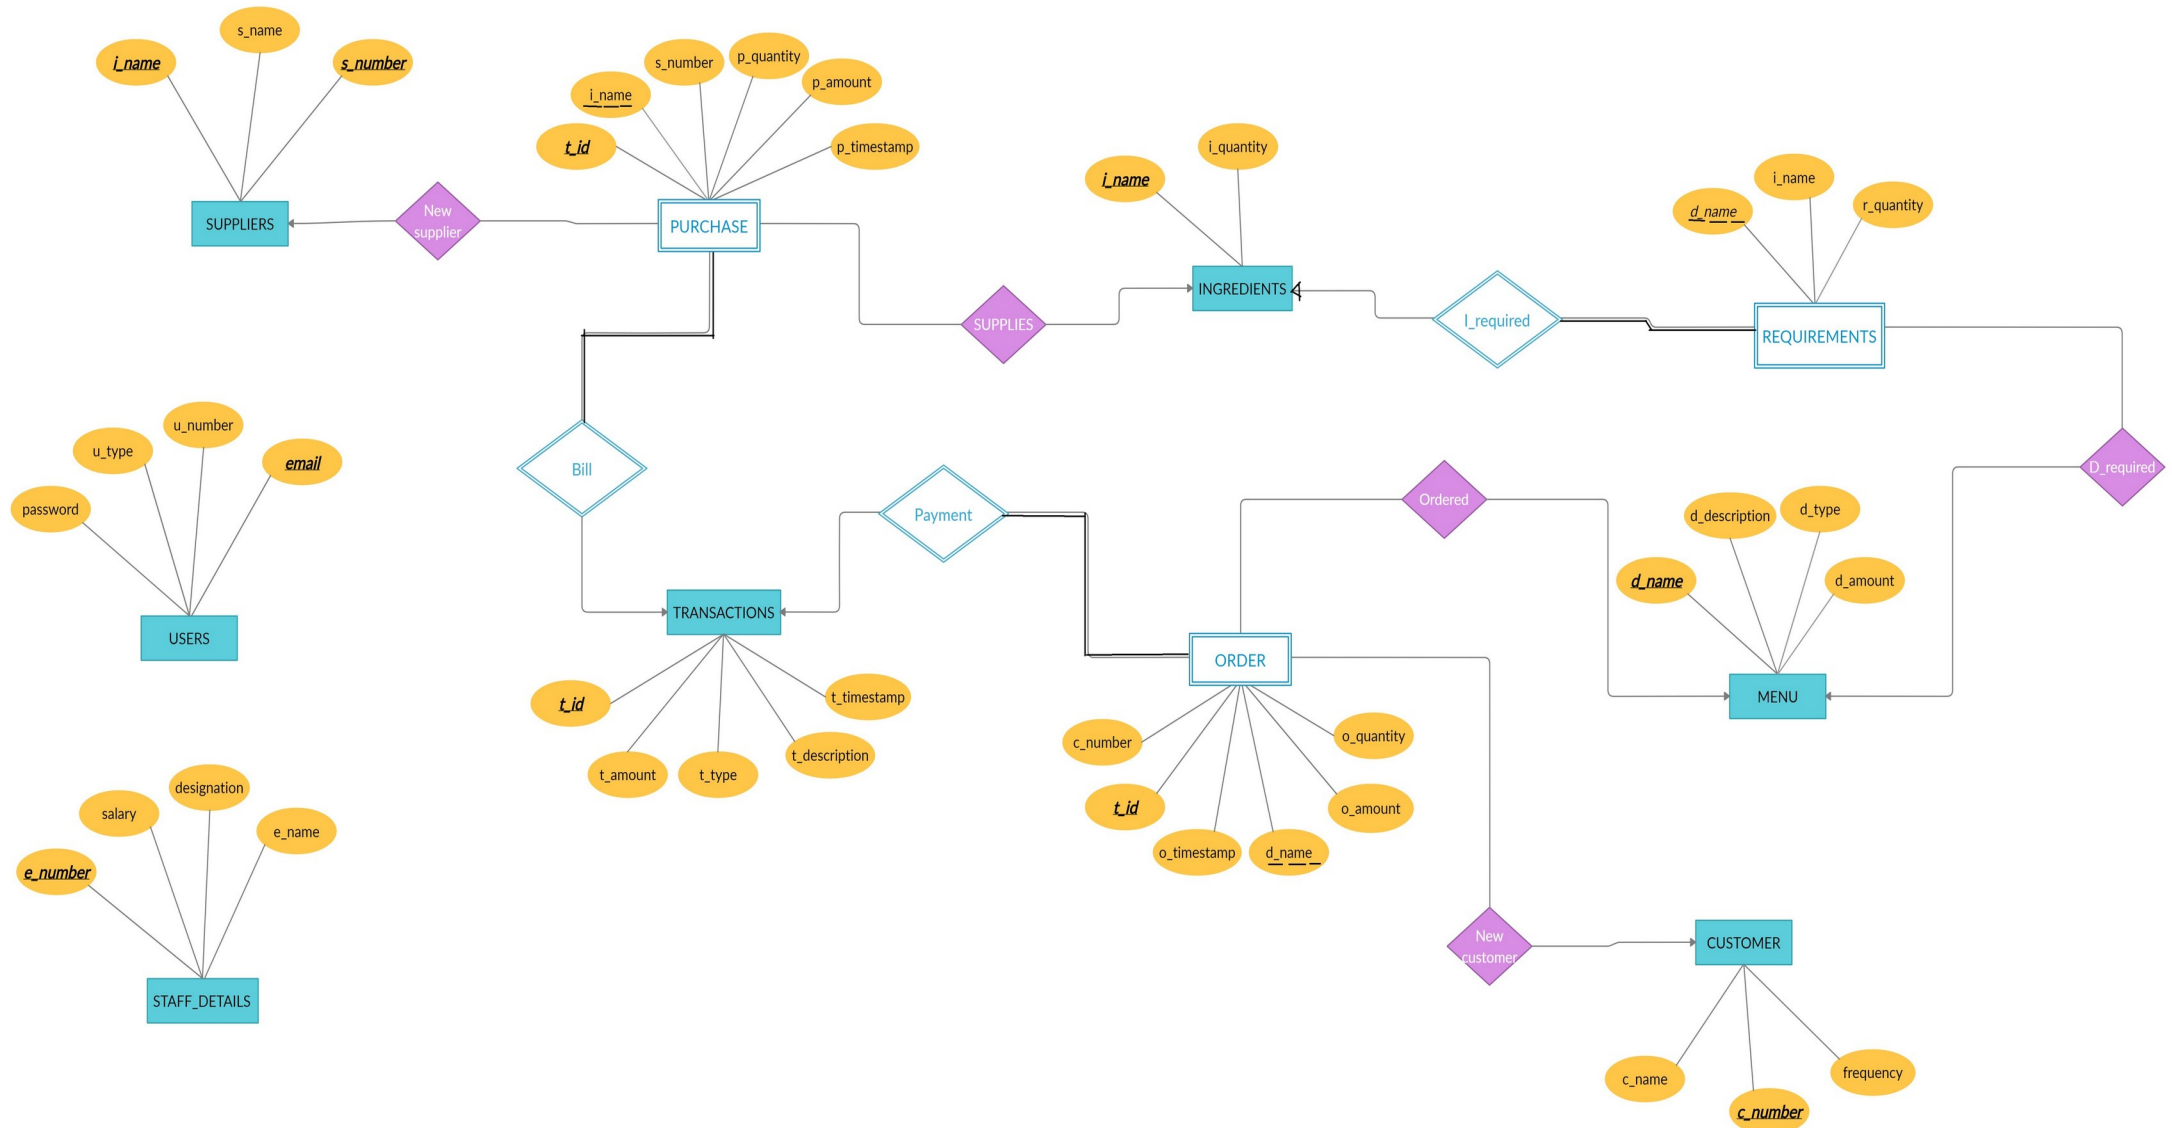 s_name
i_name
s_number
SUPPLIERS
New
supplier
p_quantity
s_number
p_amount
i_name
t_id
p_timestamp
PURCHASE
SUPPLIES
i_quantity
i_name
INGREDIENTS
I_required
i_name
r_quantity
d_name
REQUIREMENTS
D_required
u_number
u_type
email
password
USERS
Bill
Payment
Ordered
TRANSACTIONS
t_id
t_timestamp
t_description
t_amount
t_type
ORDER
c_number
o_quantity
t_id
o_amount
o_timestamp
d_name
d_description
d_type
d_name
d_amount
MENU
designation
salary
e_name
e_number
STAFF_DETAILS
New
customer
CUSTOMER
c_name
frequency
c_number